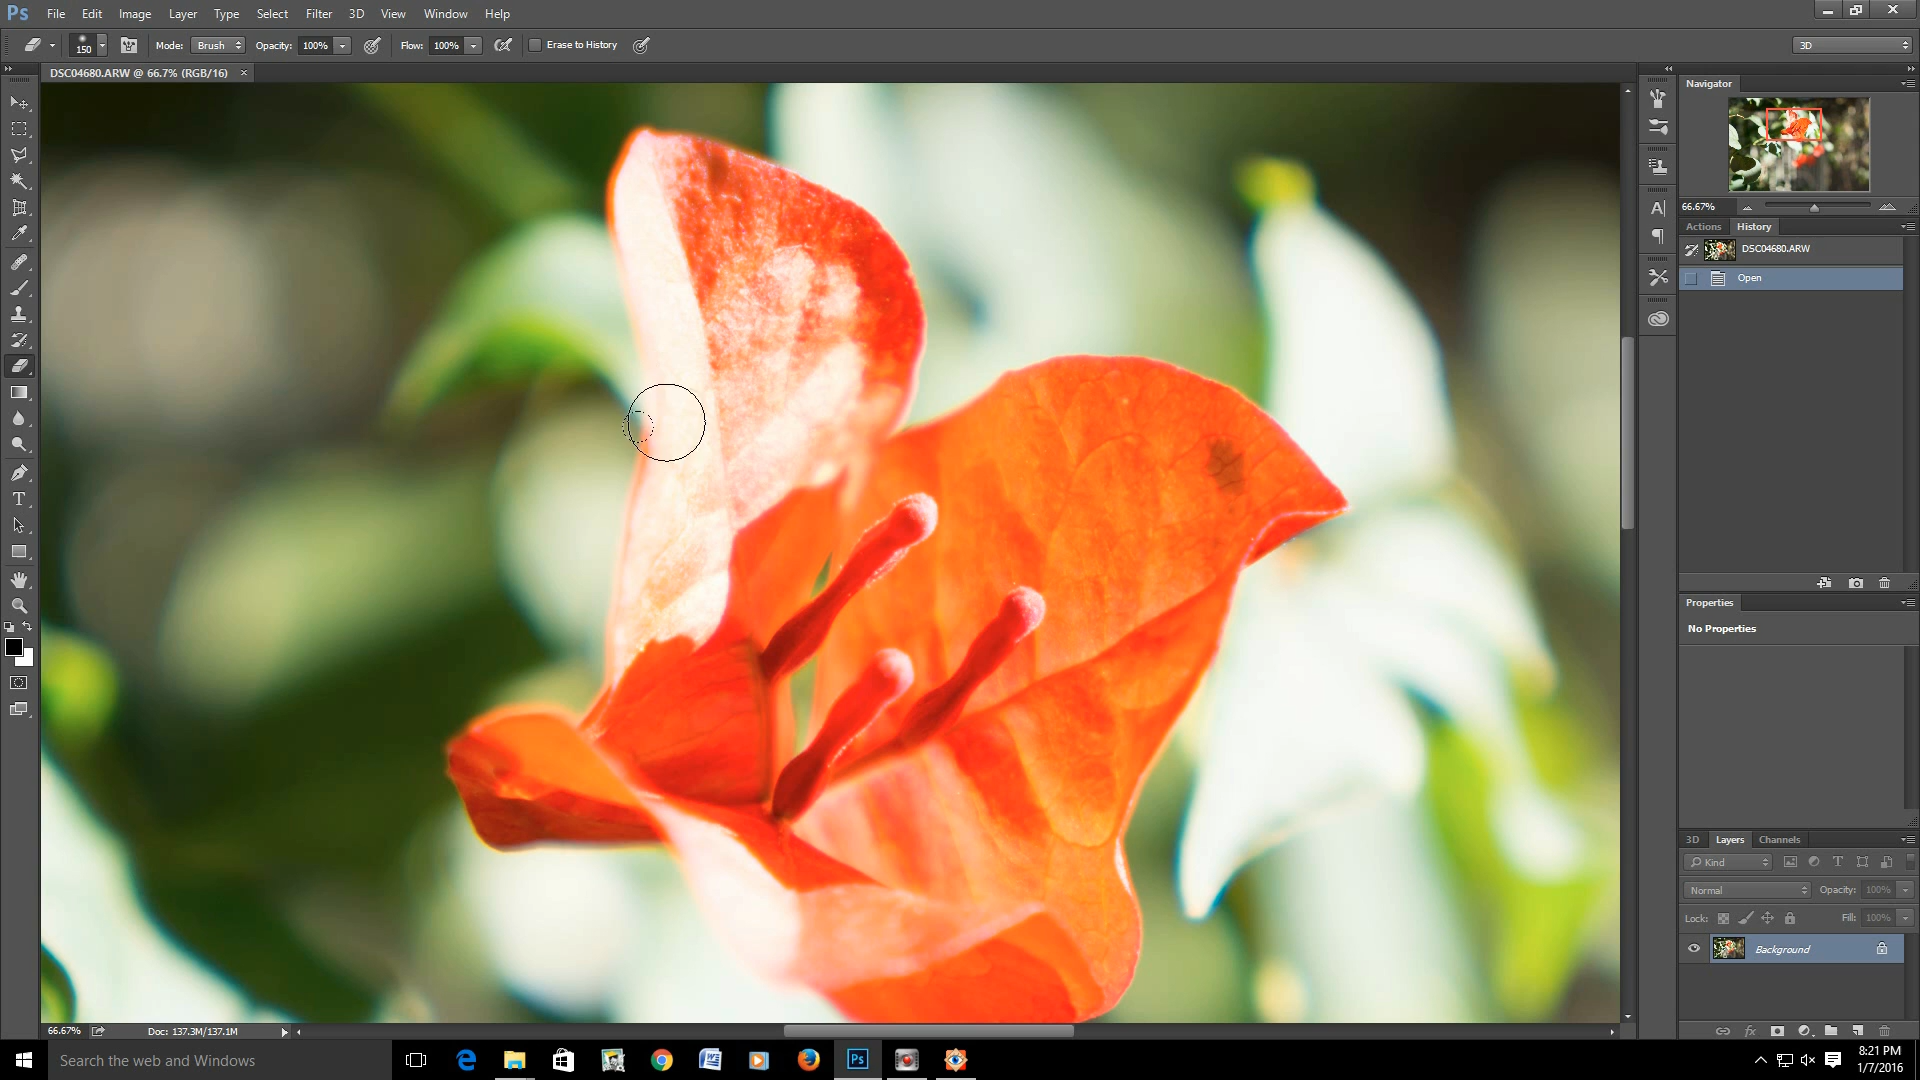 Ps File Edit Image Layer Type Select Filter 3D View Window Help
150 Mode: Brush Opacity: 100% Flow: 100% Erase to History 3D
DSC04680.ARW @ 66.7% (RGB/16) ×
Navigator
66.67%
Actions History
DSC04680.ARW
Open
Properties
No Properties
3D Layers Channels
Kind
Normal Opacity: 100%
Lock: Fill: 100%
Background
66.67% Doc: 137.3M/137.1M
Search the web and Windows
Ps
8:21 PM
1/7/2016